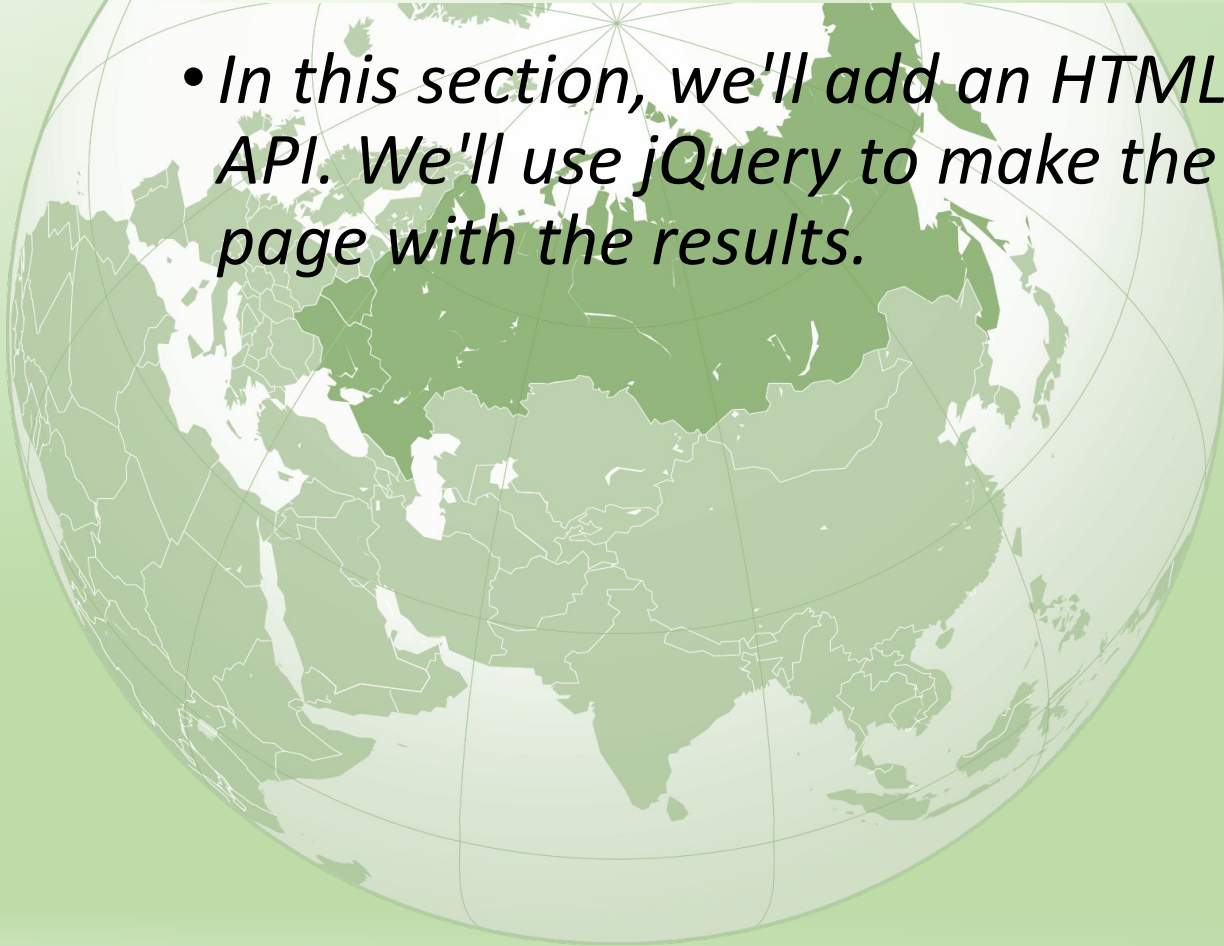 • In this section, we'll add an HTML
API. We'll use jQuery to make the
page with the results.